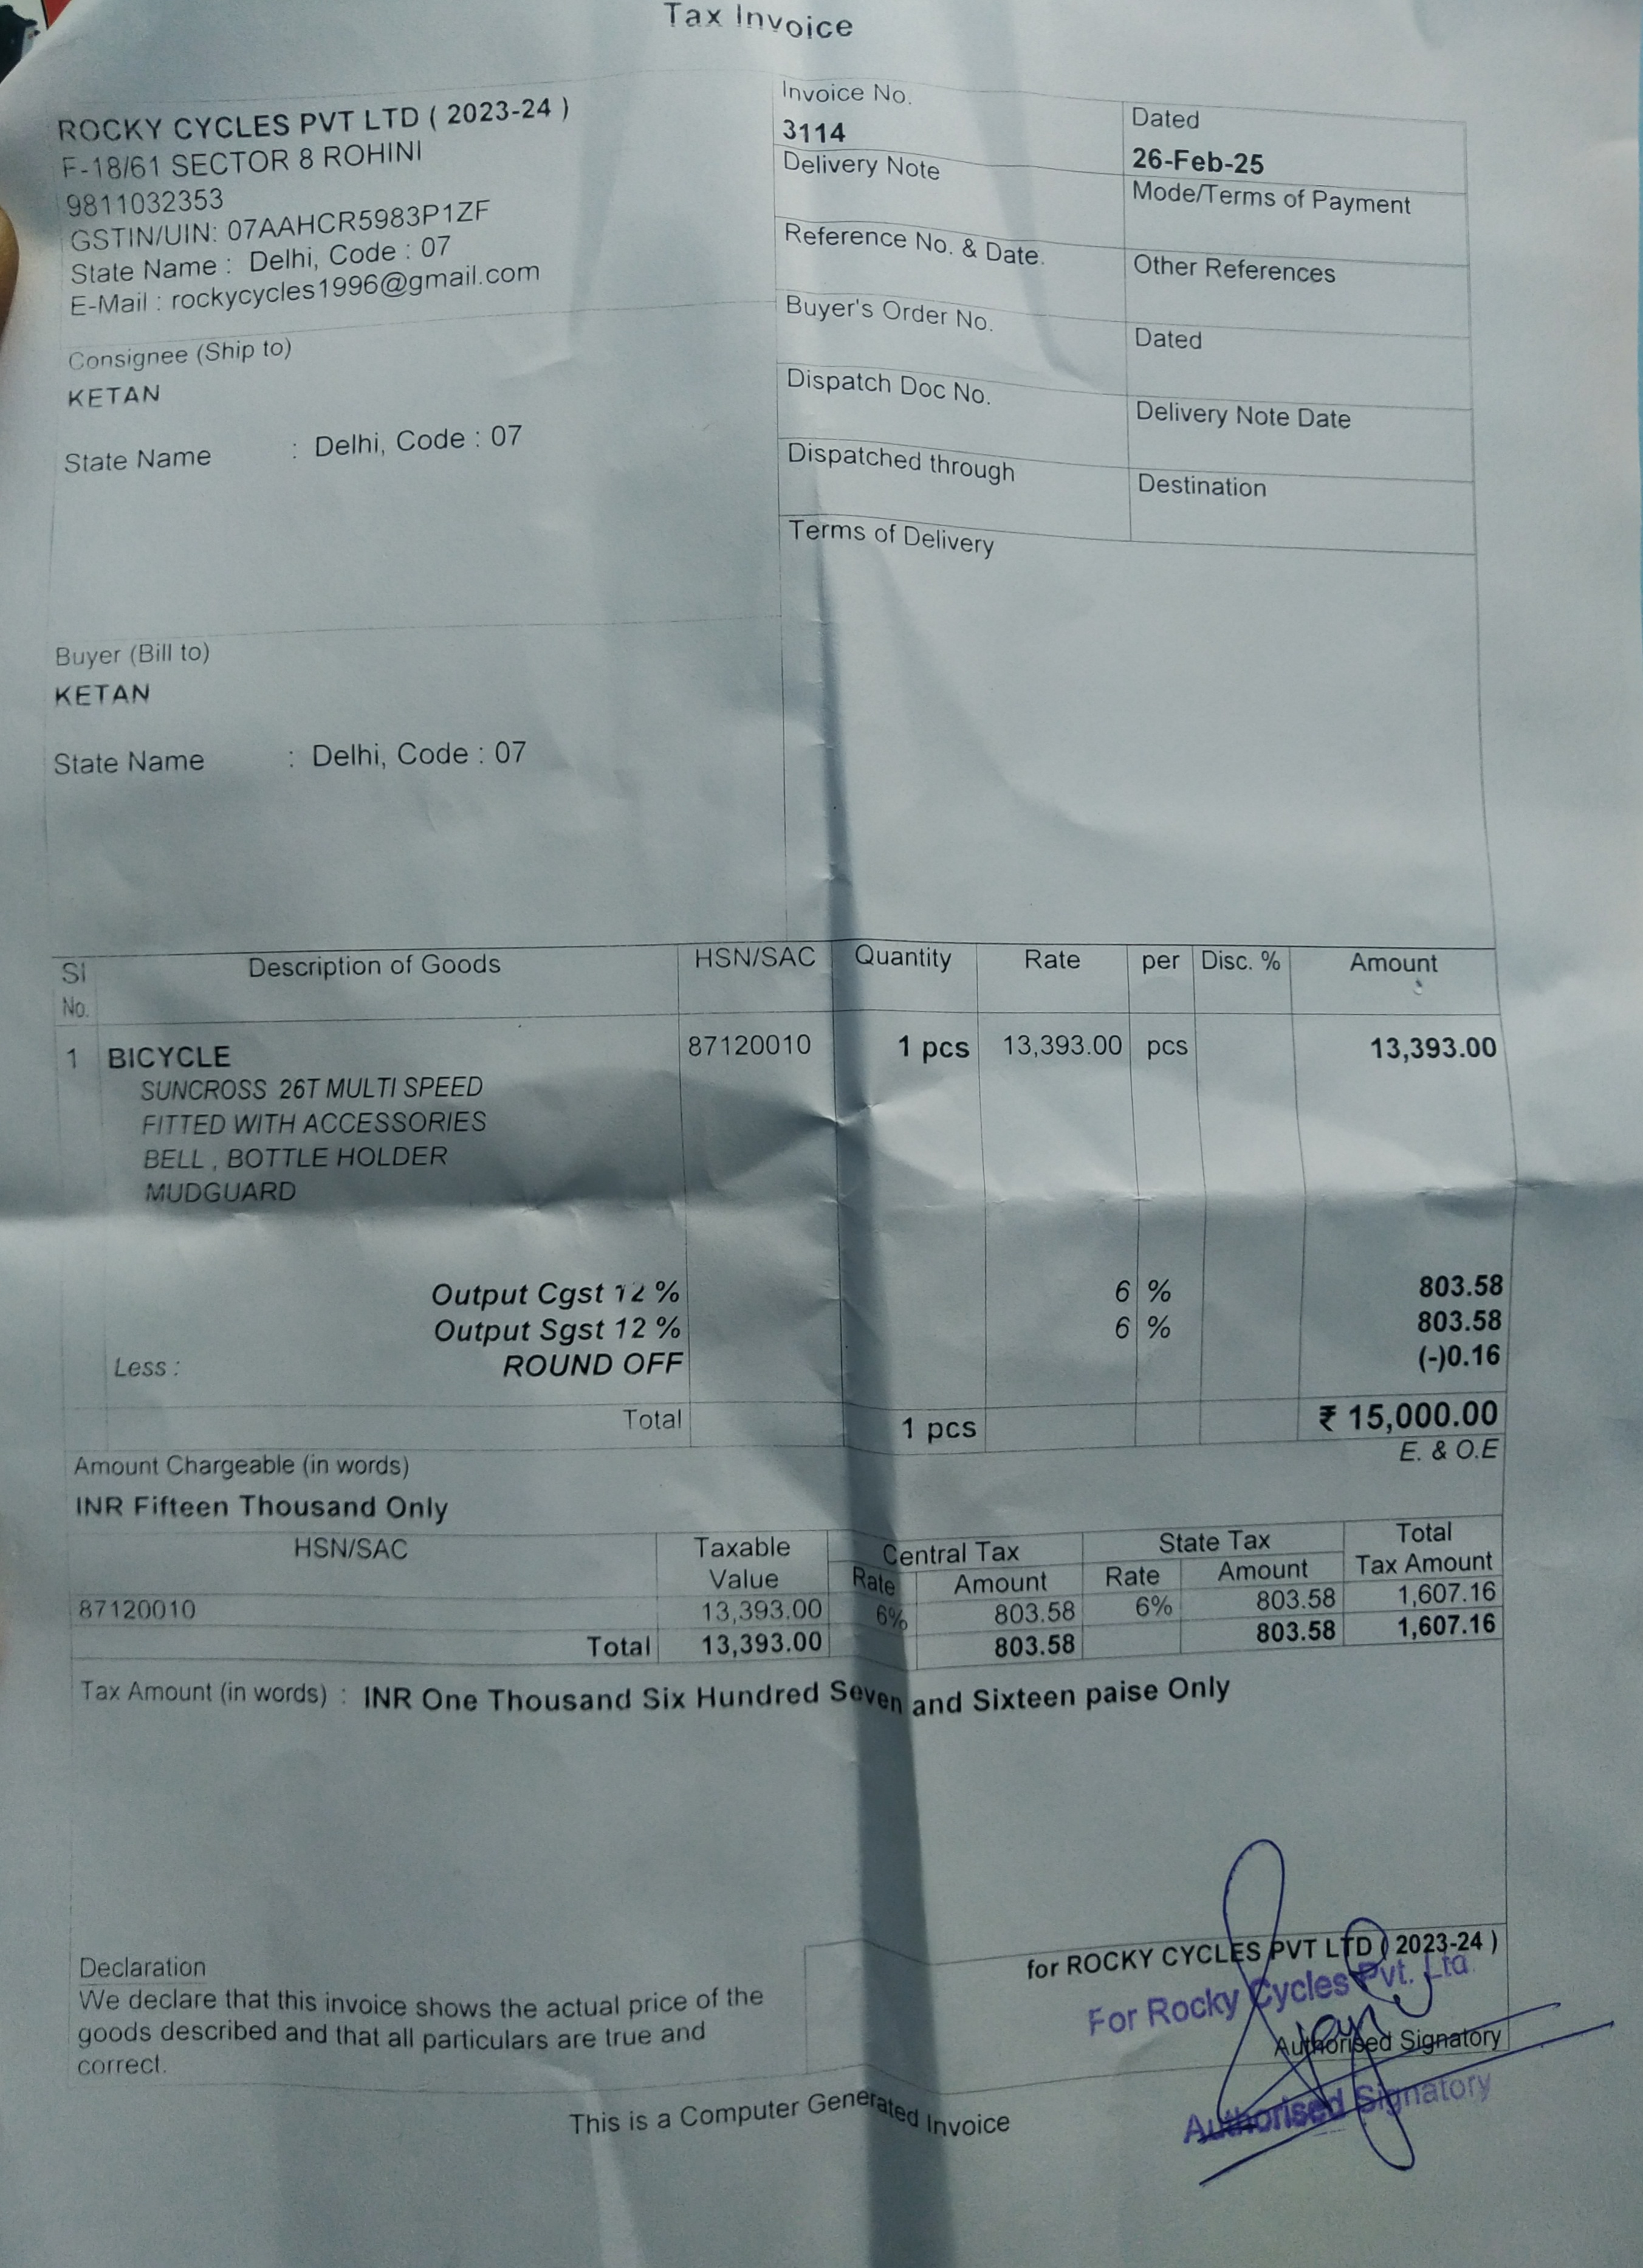 Tax Invoice
ROCKY CYCLES PVT LTD ( 2023-24 )
F-18/61 SECTOR 8 ROHINI
9811032353
GSTIN/UIN: 07AAHCR5983P1ZF
State Name : Delhi, Code : 07
E-Mail : rockycycles1996@gmail.com
Consignee (Ship to)
KETAN
State Name : Delhi, Code : 07
Buyer (Bill to)
KETAN
State Name : Delhi, Code : 07
Invoice No. Dated
3114 26-Feb-25
Delivery Note Mode/Terms of Payment
Reference No. & Date. Other References
Buyer's Order No. Dated
Dispatch Doc No. Delivery Note Date
Dispatched through Destination
Terms of Delivery
Sl Description of Goods HSN/SAC Quantity Rate per Disc. % Amount
No.
1 BICYCLE 87120010 1 pcs 13,393.00 pcs 13,393.00
SUNCROSS 26T MULTI SPEED
FITTED WITH ACCESSORIES
BELL , BOTTLE HOLDER
MUDGUARD
Output Cgst 12 % 6 % 803.58
Output Sgst 12 % 6 % 803.58
Less : ROUND OFF (-)0.16
Total 1 pcs ₹ 15,000.00
Amount Chargeable (in words) E. & O.E
INR Fifteen Thousand Only
HSN/SAC Taxable Central Tax State Tax Total
Value Rate Amount Rate Amount Tax Amount
87120010 13,393.00 6% 803.58 6% 803.58 1,607.16
Total 13,393.00 803.58 803.58 1,607.16
Tax Amount (in words) : INR One Thousand Six Hundred Seven and Sixteen paise Only
Declaration
We declare that this invoice shows the actual price of the
goods described and that all particulars are true and
correct.
for ROCKY CYCLES PVT LTD ( 2023-24 )
For Rocky Cycles Pvt. Ltd.
Authorised Signatory
Authorised Signatory
This is a Computer Generated Invoice